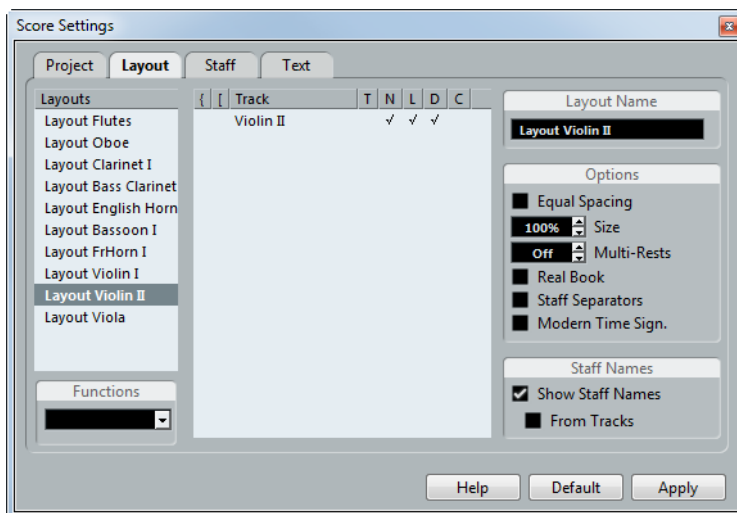 Score Settings
Project Layout Staff Text
Layouts
Layout Flutes
Layout Oboe
Layout Clarinet I
Layout Bass Clarinet
Layout English Horn
Layout Bassoon I
Layout FrHorn I
Layout Violin I
Layout Violin II
Layout Viola
Functions
{ [ Track T N L D C
Violin II √ √ √
Layout Name
Layout Violin II
Options
Equal Spacing
100% Size
Off Multi-Rests
Real Book
Staff Separators
Modern Time Sign.
Staff Names
Show Staff Names
From Tracks
Help Default Apply